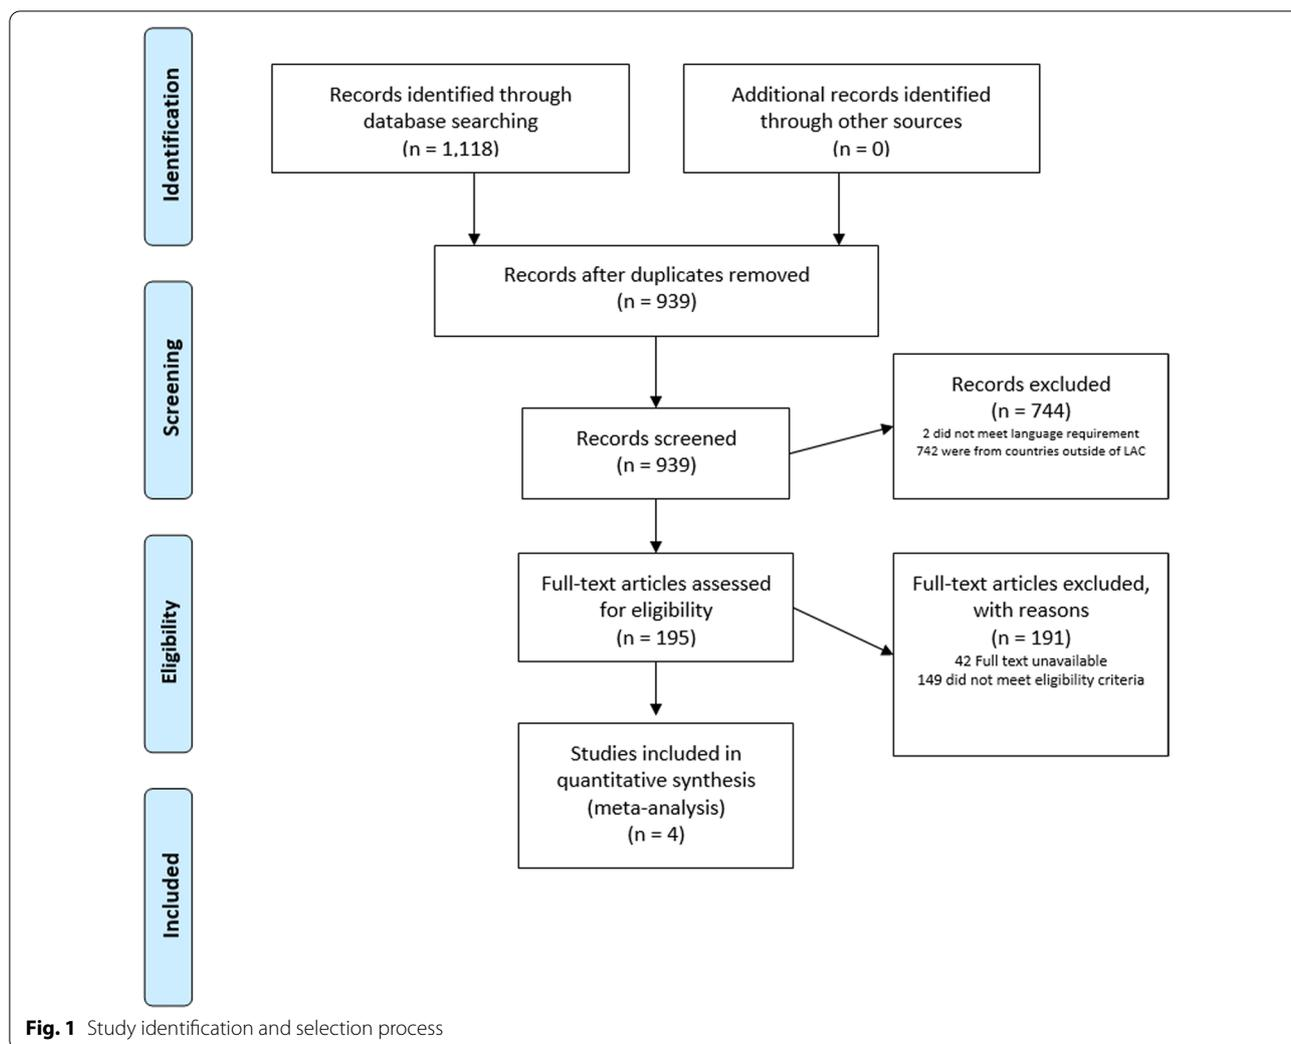 Identification
Records identified through
database searching
(n = 1,118)
Additional records identified
through other sources
(n = 0)
Records after duplicates removed
(n = 939)
Screening
Records screened
(n = 939)
Records excluded
(n = 744)
2 did not meet language requirement
742 were from countries outside of LAC
Eligibility
Full-text articles assessed
for eligibility
(n = 195)
Full-text articles excluded,
with reasons
(n = 191)
42 Full text unavailable
149 did not meet eligibility criteria
Studies included in
quantitative synthesis
(meta-analysis)
(n = 4)
Included
Fig. 1 Study identification and selection process